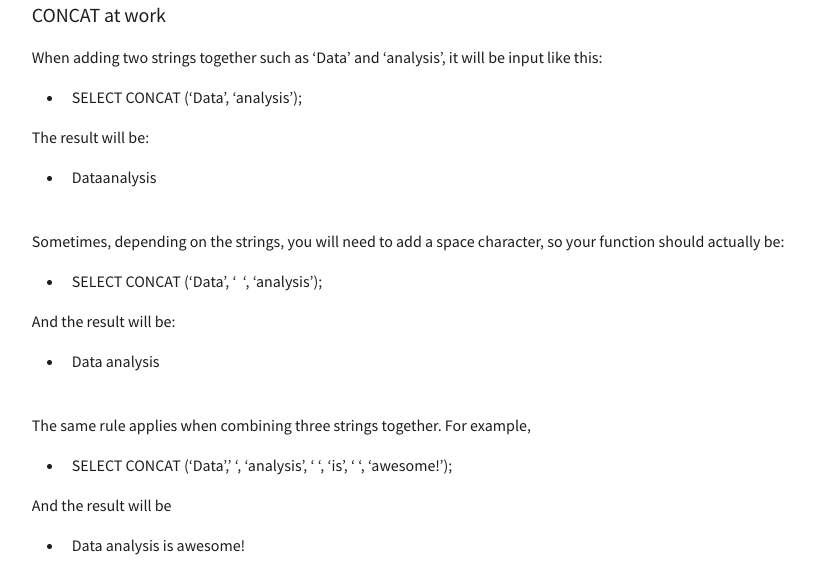 CONCAT at work
When adding two strings together such as ‘Data’ and ‘analysis’, it will be input like this:
• SELECT CONCAT (‘Data’, ‘analysis’);
The result will be:
• Dataanalysis
Sometimes, depending on the strings, you will need to add a space character, so your function should actually be:
• SELECT CONCAT (‘Data’, ‘  ‘, ‘analysis’);
And the result will be:
• Data analysis
The same rule applies when combining three strings together. For example,
• SELECT CONCAT (‘Data’,’ ‘, ‘analysis’, ‘ ‘, ‘is’, ‘ ‘, ‘awesome!’);
And the result will be
• Data analysis is awesome!